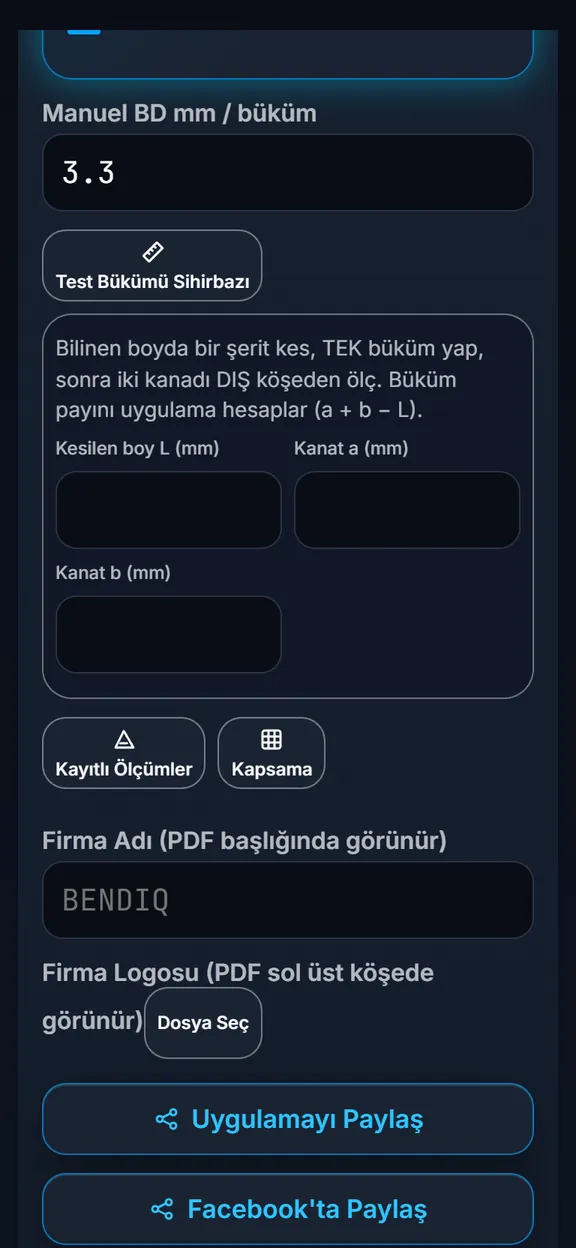 Manuel BD mm / büküm
3.3
Test Bükümü Sihirbazı
Bilinen boyda bir şerit kes, TEK büküm yap,
sonra iki kanadı DIŞ köşeden ölç. Büküm
payını uygulama hesaplar (a + b − L).
Kesilen boy L (mm)
Kanat a (mm)
Kanat b (mm)
Kayıtlı Ölçümler
Kapsama
Firma Adı (PDF başlığında görünür)
BENDIQ
Firma Logosu (PDF sol üst köşede
görünür)
Dosya Seç
Uygulamayı Paylaş
Facebook'ta Paylaş